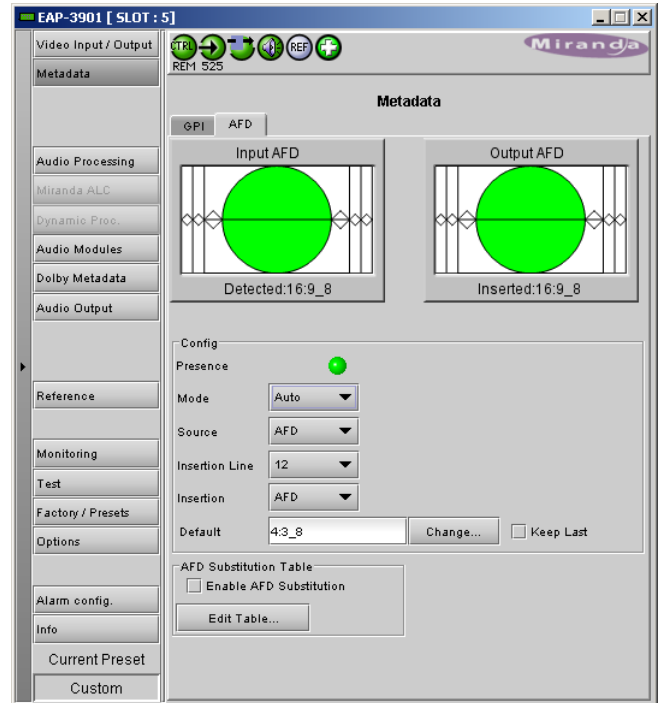 EAP-3901 [ SLOT : 5]
Video Input / Output
Metadata
Audio Processing
Miranda ALC
Dynamic Proc.
Audio Modules
Dolby Metadata
Audio Output
Reference
Monitoring
Test
Factory / Presets
Options
Alarm config.
Info
Current Preset
Custom
CTRL
REF
REM 525
Miranda
Metadata
GPI AFD
Input AFD
Detected:16:9_8
Output AFD
Inserted:16:9_8
Config
Presence
Mode Auto
Source AFD
Insertion Line 12
Insertion AFD
Default 4:3_8 Change... Keep Last
AFD Substitution Table
Enable AFD Substitution
Edit Table...